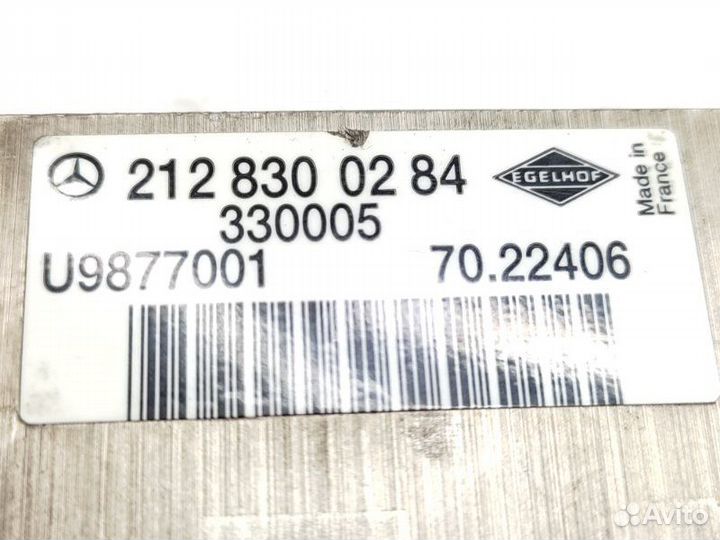 212 830 02 84
EGELHOF
Made in
France
330005
U9877001
70.22406
Avito